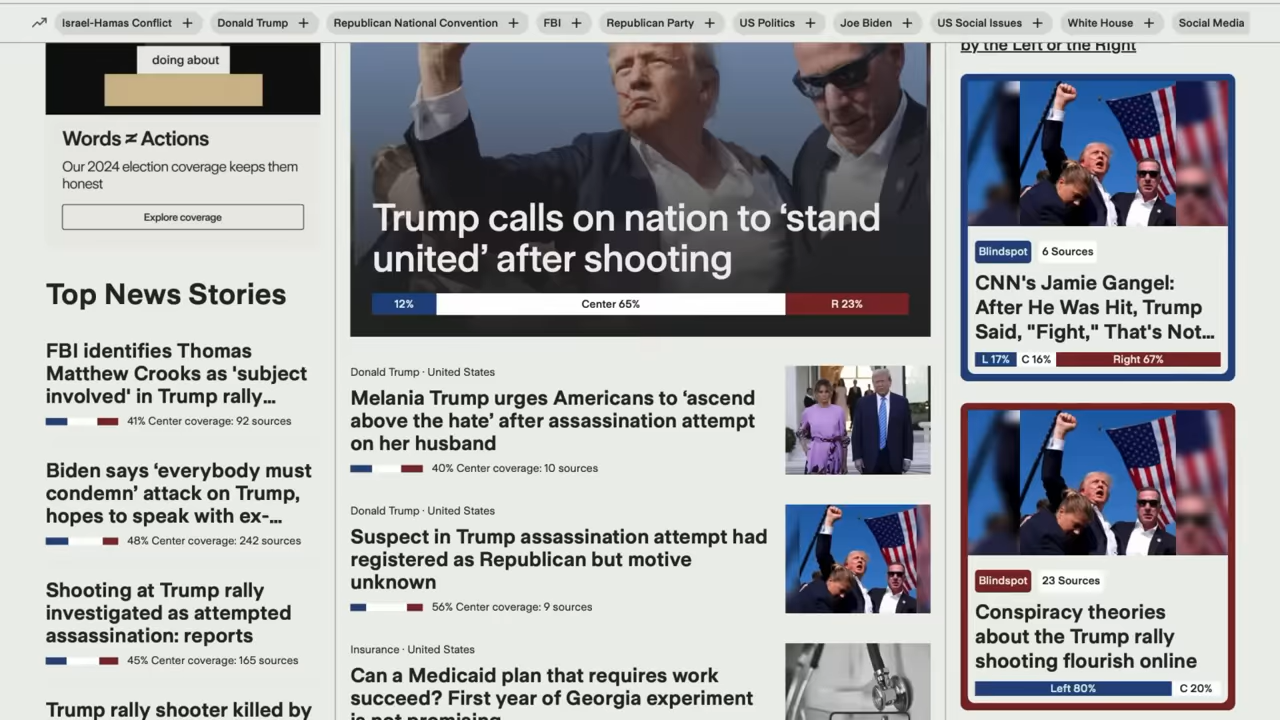 Israel-Hamas Conflict +
Donald Trump +
Republican National Convention +
FBI +
Republican Party +
US Politics +
Joe Biden +
US Social Issues +
White House +
Social Media
doing about
Words ≠ Actions
Our 2024 election coverage keeps them
honest
Explore coverage
Top News Stories
FBI identifies Thomas
Matthew Crooks as 'subject
involved' in Trump rally...
41% Center coverage: 92 sources
Biden says ‘everybody must
condemn’ attack on Trump,
hopes to speak with ex-...
48% Center coverage: 242 sources
Shooting at Trump rally
investigated as attempted
assassination: reports
45% Center coverage: 165 sources
Trump rally shooter killed by
Trump calls on nation to ‘stand
united’ after shooting
12% Center 65% R 23%
Donald Trump · United States
Melania Trump urges Americans to ‘ascend
above the hate’ after assassination attempt
on her husband
40% Center coverage: 10 sources
Donald Trump · United States
Suspect in Trump assassination attempt had
registered as Republican but motive
unknown
56% Center coverage: 9 sources
Insurance · United States
Can a Medicaid plan that requires work
succeed? First year of Georgia experiment
is not promising
by the Left or the Right
Blindspot 6 Sources
CNN's Jamie Gangel:
After He Was Hit, Trump
Said, "Fight," That's Not...
L 17% C 16% Right 67%
Blindspot 23 Sources
Conspiracy theories
about the Trump rally
shooting flourish online
Left 80% C 20%